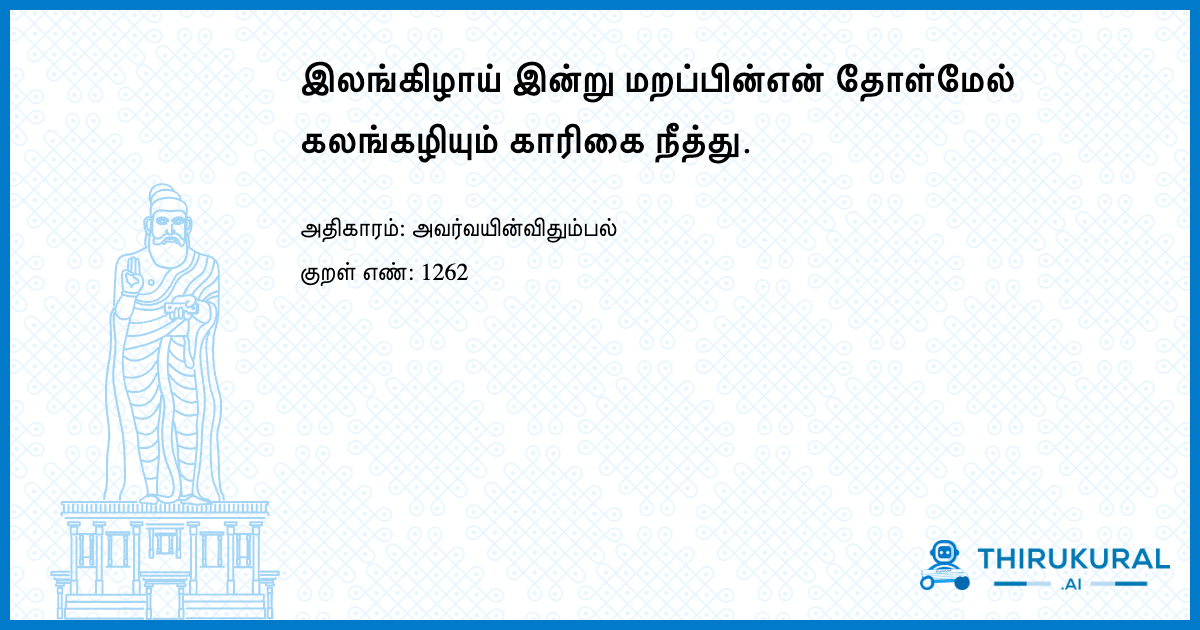 இலங்கிழாய் இன்று மறப்பின்என் தோள்மேல்
கலங்கழியும் காரிகை நீத்து.
அதிகாரம்: அவர்வயின்விதும்பல்
குறள் எண்: 1262
THIRUKURAL
.AI